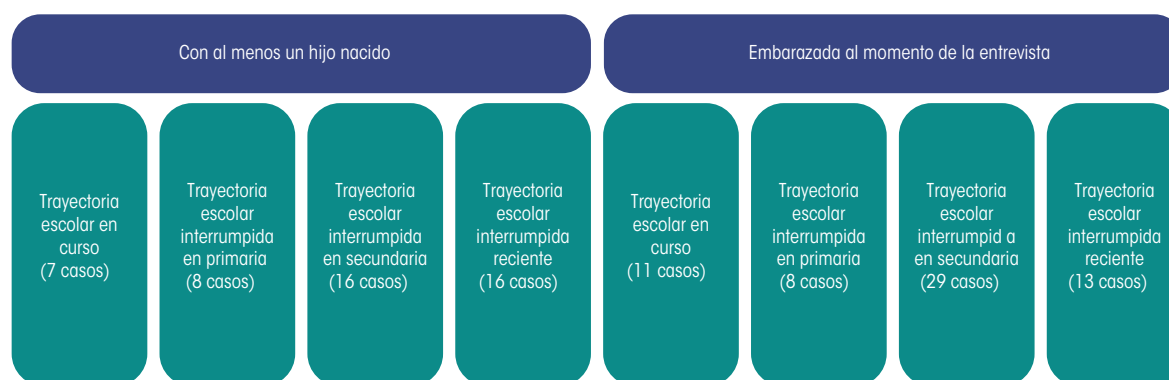 Con al menos un hijo nacido
Embarazada al momento de la entrevista
Trayectoria
escolar en
curso
(7 casos)
Trayectoria
escolar
interrumpida
en primaria
(8 casos)
Trayectoria
escolar
interrumpida
en secundaria
(16 casos)
Trayectoria
escolar
interrumpida
reciente
(16 casos)
Trayectoria
escolar en
curso
(11 casos)
Trayectoria
escolar
interrumpida
en primaria
(8 casos)
Trayectoria
escolar
interrumpid a
en secundaria
(29 casos)
Trayectoria
escolar
interrumpida
reciente
(13 casos)